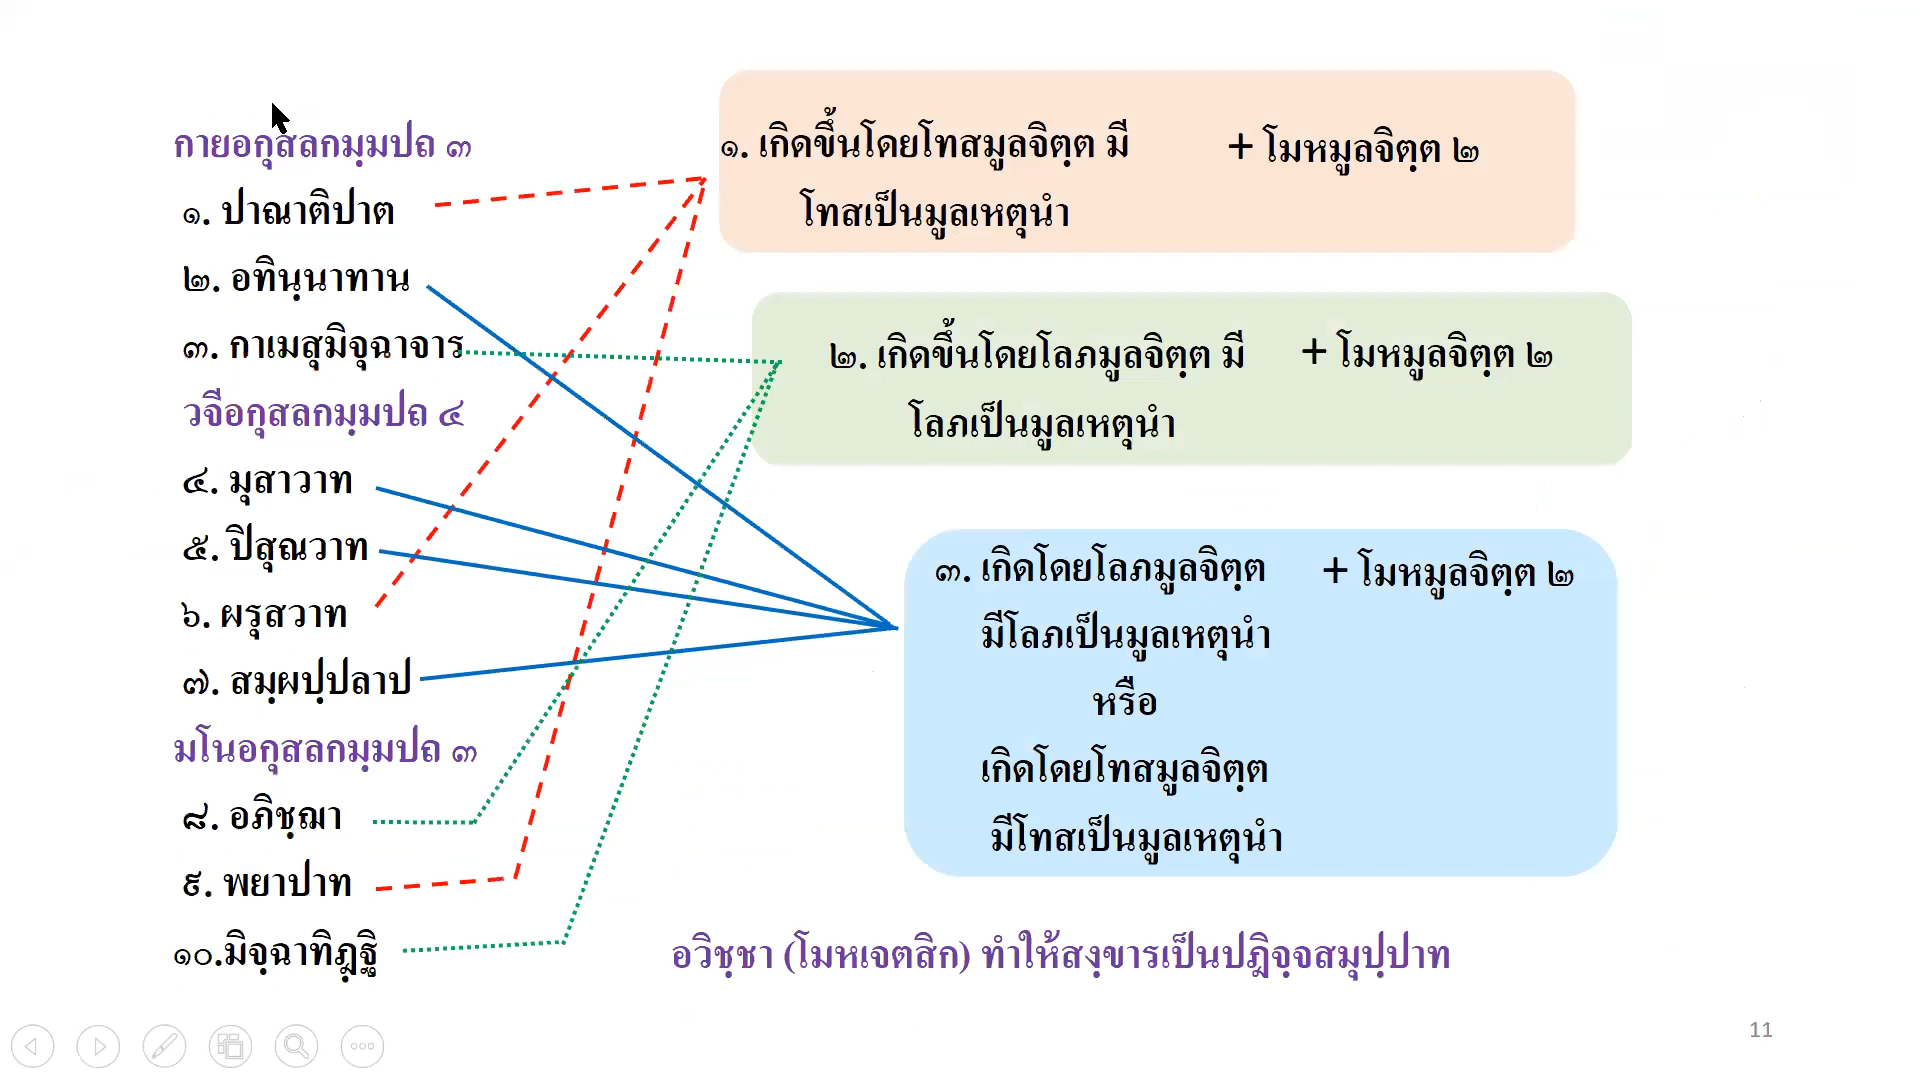 กายอกุสลกมฺมปถ ๓
๑. ปาณาติปาต
๒. อทินฺนาทาน
๓. กาเมสุมิจฺฉาจาร
วจีอกุสลกมฺมปถ ๔
๔. มุสาวาท
๕. ปิสุณวาท
๖. ผรุสวาท
๗. สมฺผปฺปลาป
มโนอกุสลกมฺมปถ ๓
๘. อภิชฺฌา
๙. พยาปาท
๑๐.มิจฺฉาทิฏฺฐิ
๑. เกิดขึ้นโดยโทสมูลจิตฺต มี + โมหมูลจิตฺต ๒
โทสเป็นมูลเหตุนำ
๒. เกิดขึ้นโดยโลภมูลจิตฺต มี + โมหมูลจิตฺต ๒
โลภเป็นมูลเหตุนำ
๓. เกิดโดยโลภมูลจิตฺต + โมหมูลจิตฺต ๒
มีโลภเป็นมูลเหตุนำ
หรือ
เกิดโดยโทสมูลจิตฺต
มีโทสเป็นมูลเหตุนำ
อวิชฺชา (โมหเจตสิก) ทำให้สงฺขารเป็นปฏิจฺจสมุปฺปาท
11